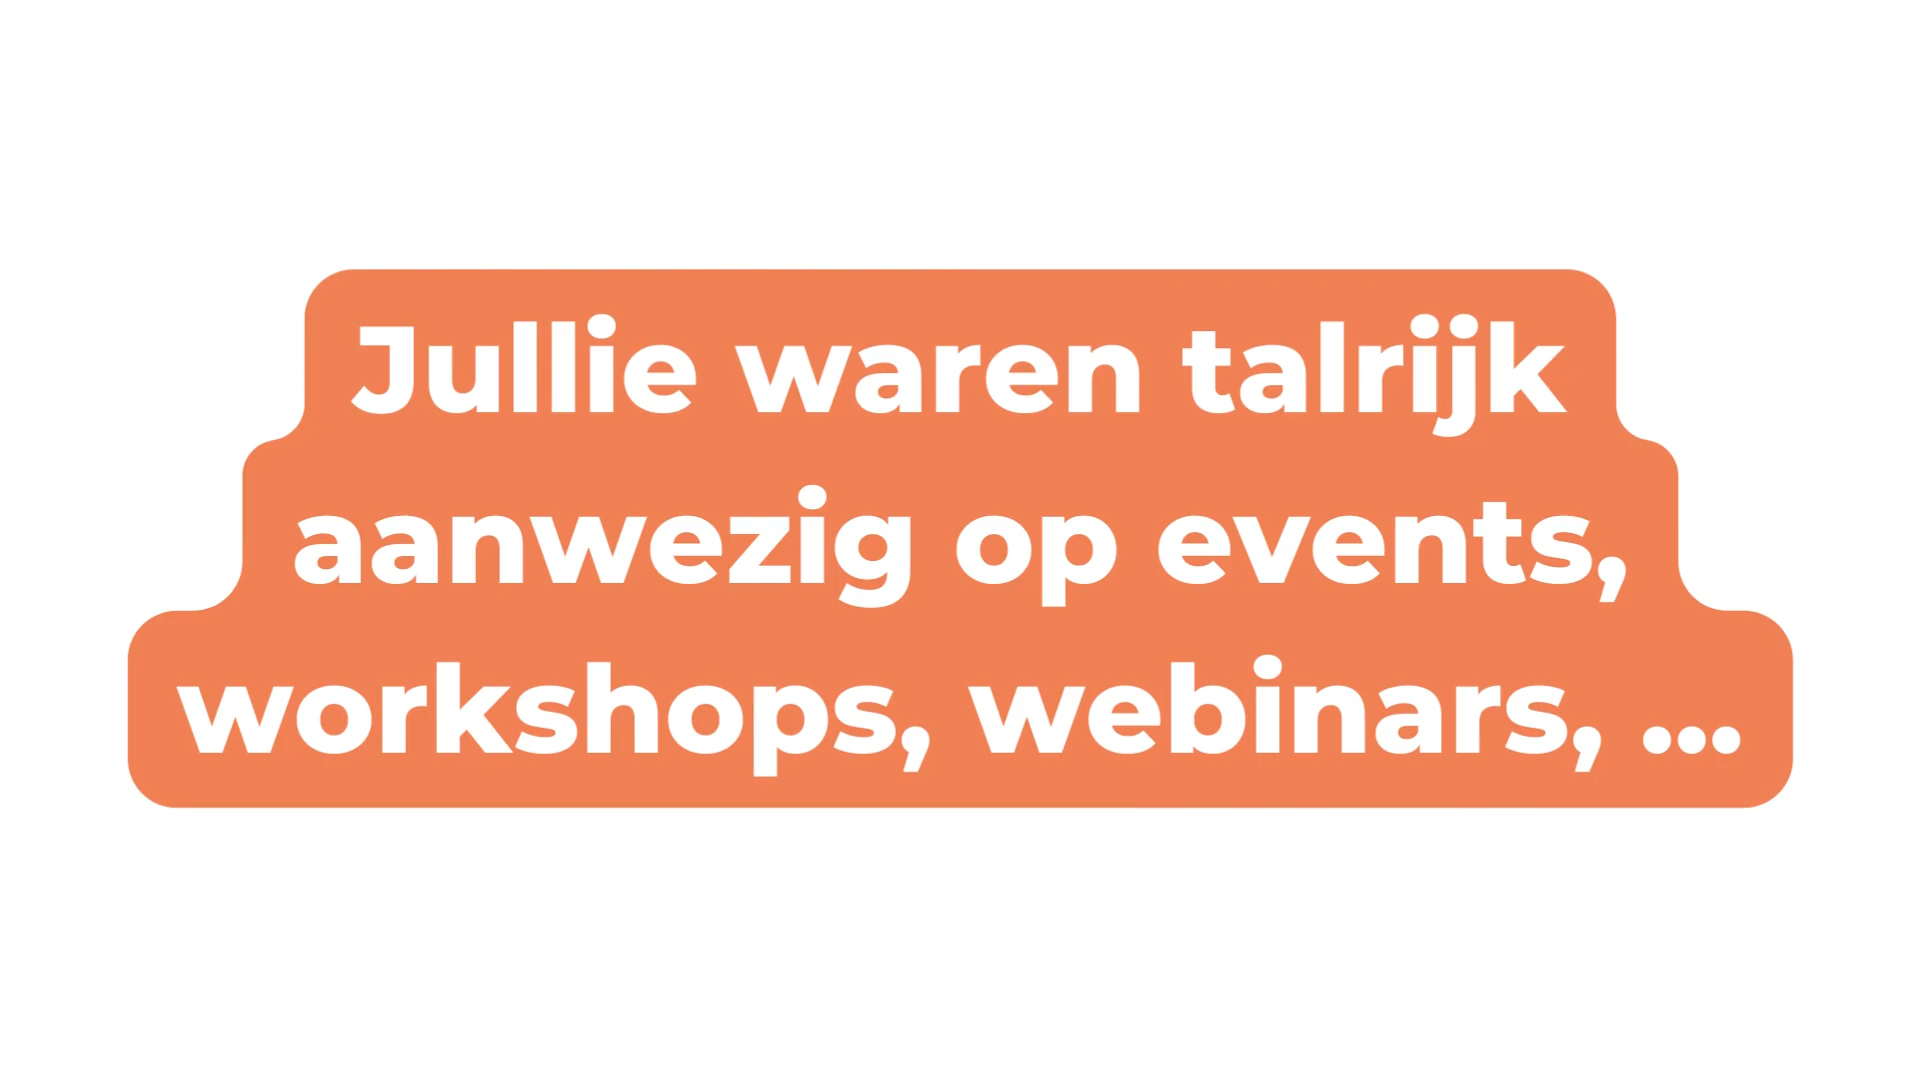 Jullie waren talrijk
aanwezig op events,
workshops, webinars, ...